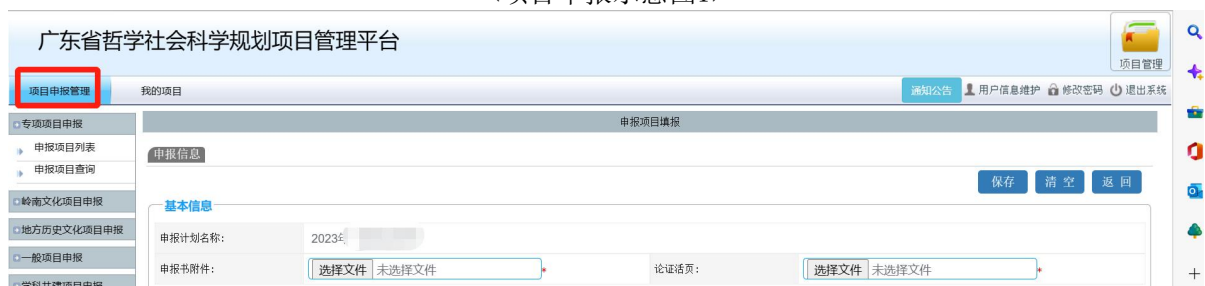 广东省哲学社会科学规划项目管理平台
项目管理
项目申报管理 我的项目 通知公告 用户信息维护 修改密码 退出系统
专项项目申报 申报项目填报
申报项目列表
申报信息
申报项目查询
保存 清 空 返 回
岭南文化项目申报
基本信息
地方历史文化项目申报
申报计划名称: 2023年
一般项目申报
申报书附件: 选择文件 未选择文件 * 论证活页: 选择文件 未选择文件 *